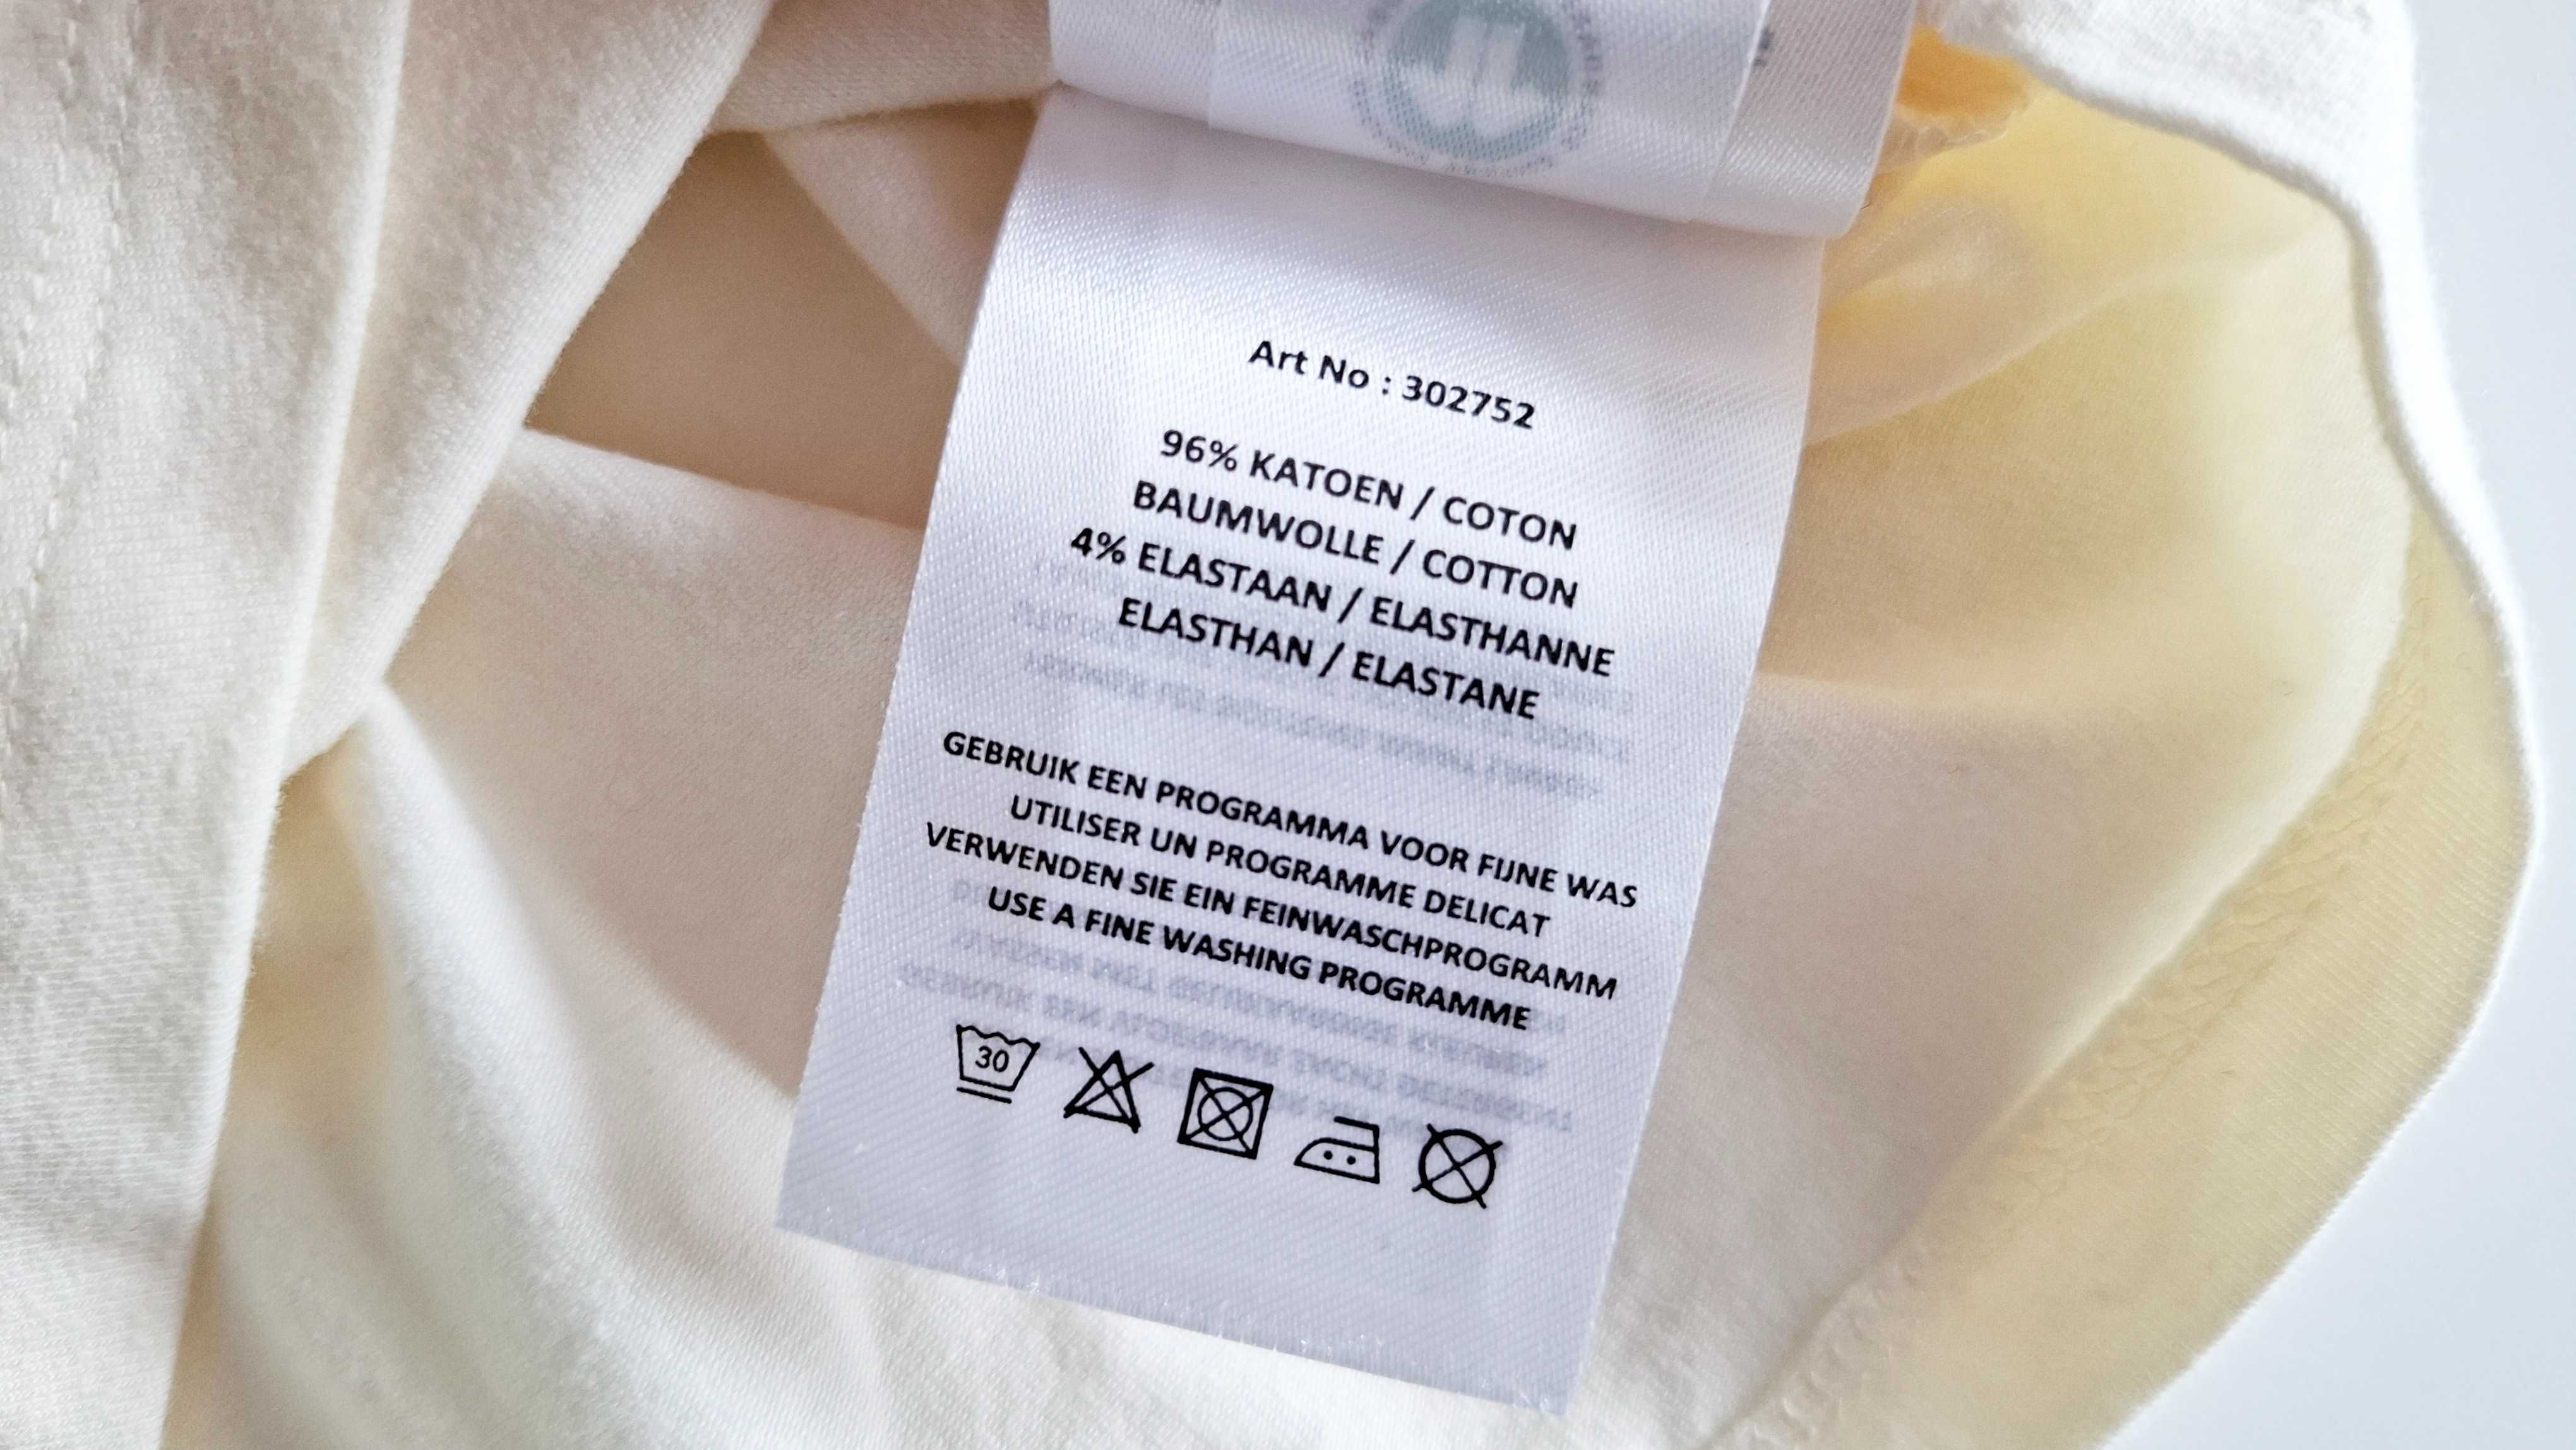 Art No : 302752
96% KATOEN / COTON
BAUMWOLLE / COTTON
4% ELASTAAN / ELASTHANNE
ELASTHAN / ELASTANE
GEBRUIK EEN PROGRAMMA VOOR FIJNE WAS
UTILISER UN PROGRAMME DELICAT
VERWENDEN SIE EIN FEINWASCHPROGRAMM
USE A FINE WASHING PROGRAMME
30